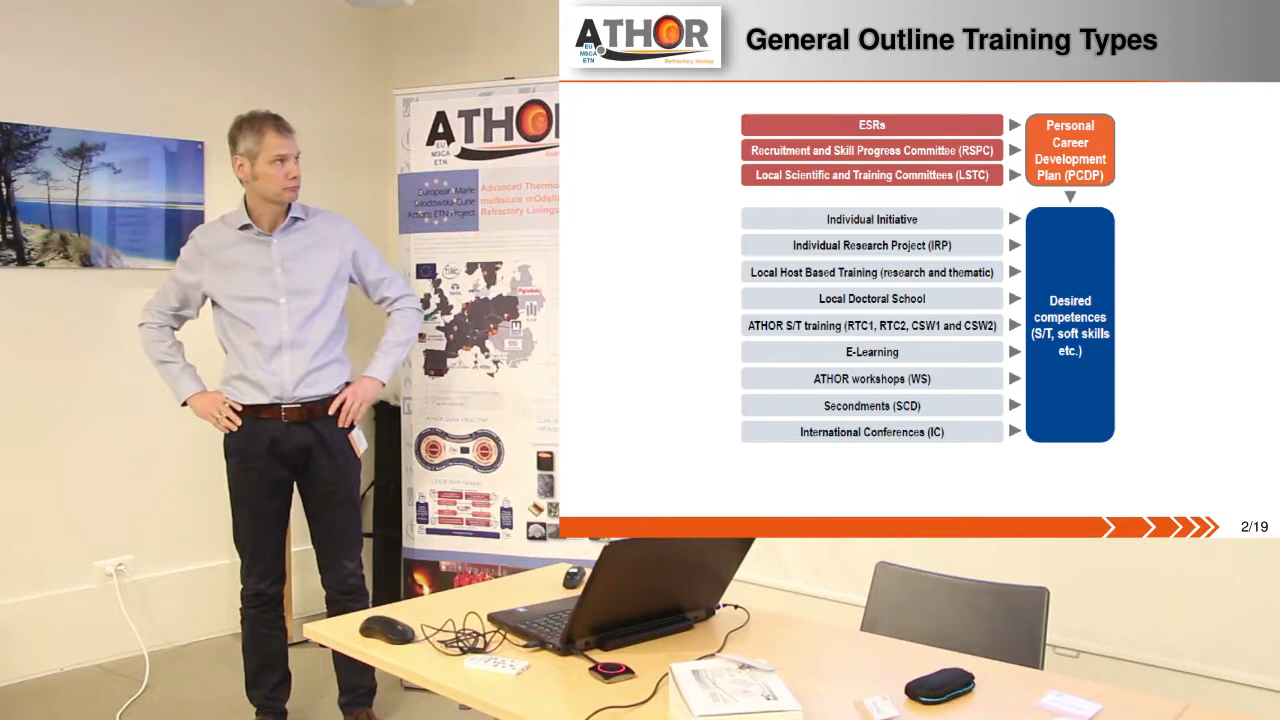 ATHOR
EU
MSCA
ETN
Refractory linings
General Outline Training Types
ESRs
Recruitment and Skill Progress Committee (RSPC)
Local Scientific and Training Committees (LSTC)
Personal
Career
Development
Plan (PCDP)
Individual Initiative
Individual Research Project (IRP)
Local Host Based Training (research and thematic)
Local Doctoral School
ATHOR S/T training (RTC1, RTC2, CSW1 and CSW2)
E-Learning
ATHOR workshops (WS)
Secondments (SCD)
International Conferences (IC)
Desired
competences
(S/T, soft skills
etc.)
2/19
ATHO
EU
MSCA
ETN
European Marie
Skłodowska-Curie
Actions ETN Project
Advanced Thermo
multiscale mOdelli
Refractory Linings